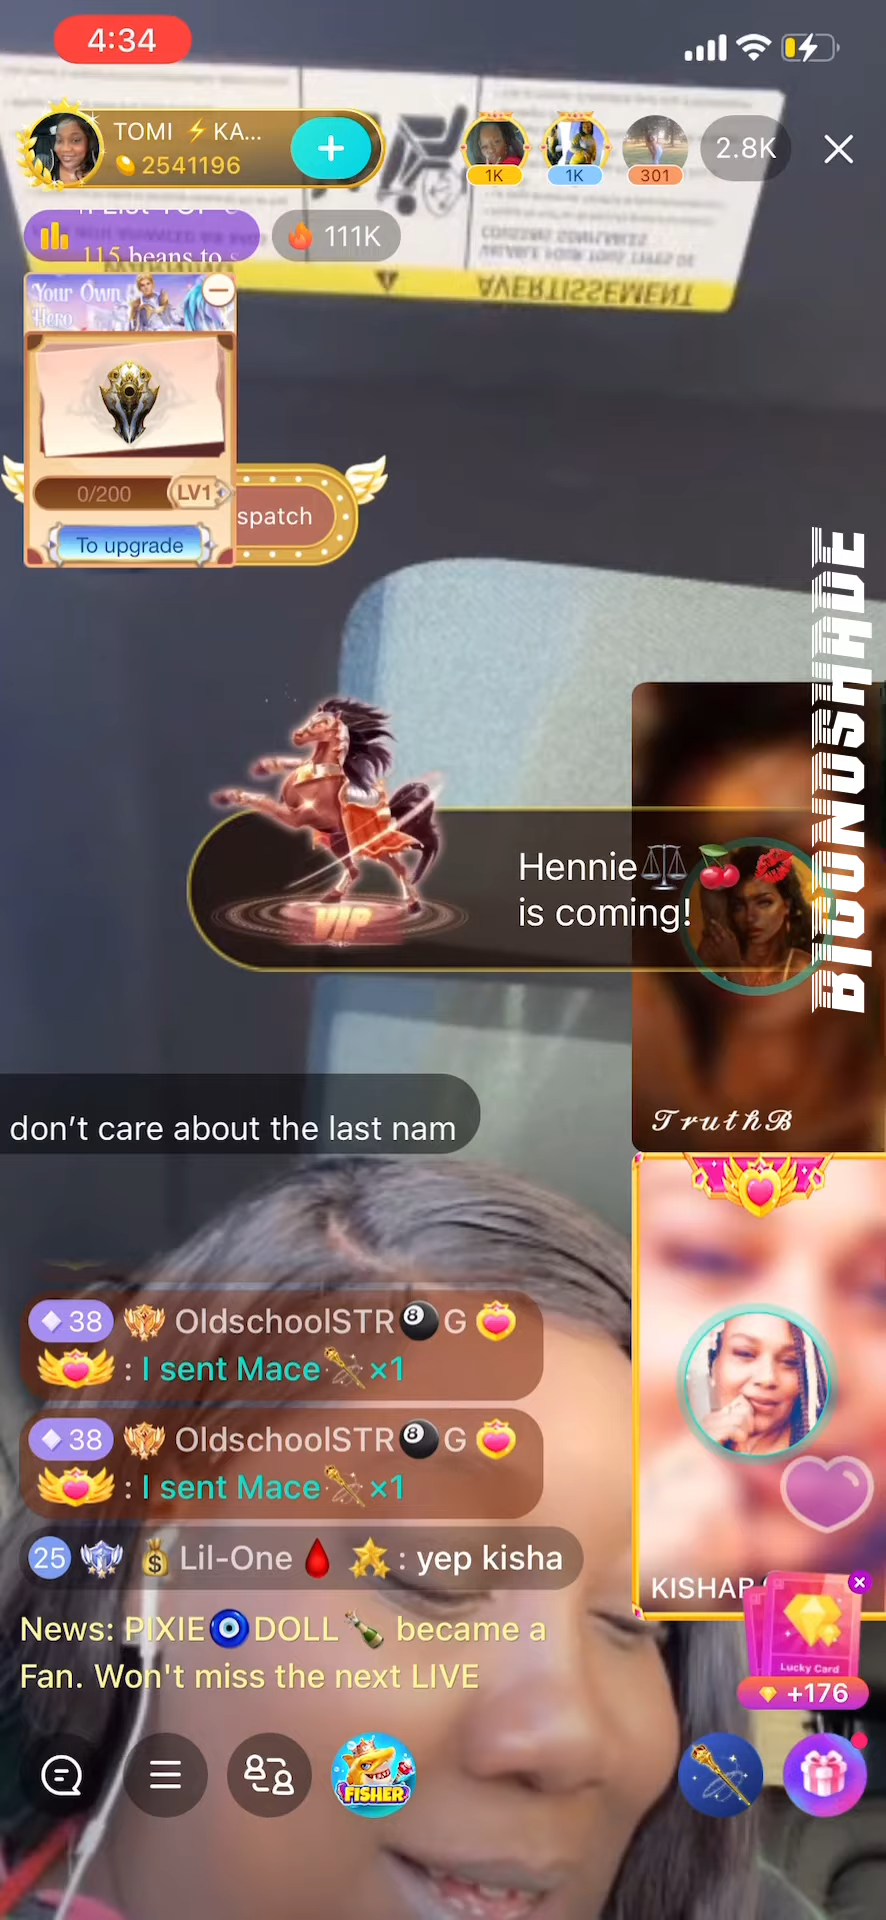 4:34
TOMI ⚡KA...
2541196
1K
1K
301
2.8K
115 beans to s
111K
AVERTISSEMENT
Your Own
Hero
0/200
LV1
spatch
To upgrade
BIGONOSHADE
Hennie⚖️🍒💋
is coming!
VIP
𝒯𝓇𝓊𝓉𝒽ℬ
don't care about the last nam
38 OldschoolSTR🎱G
: I sent Mace ×1
38 OldschoolSTR🎱G
: I sent Mace ×1
25 💰 Lil-One🩸 : yep kisha
KISHAB
News: PIXIE🧿DOLL🍾 became a
Fan. Won't miss the next LIVE
Lucky Card
+176
FISHER